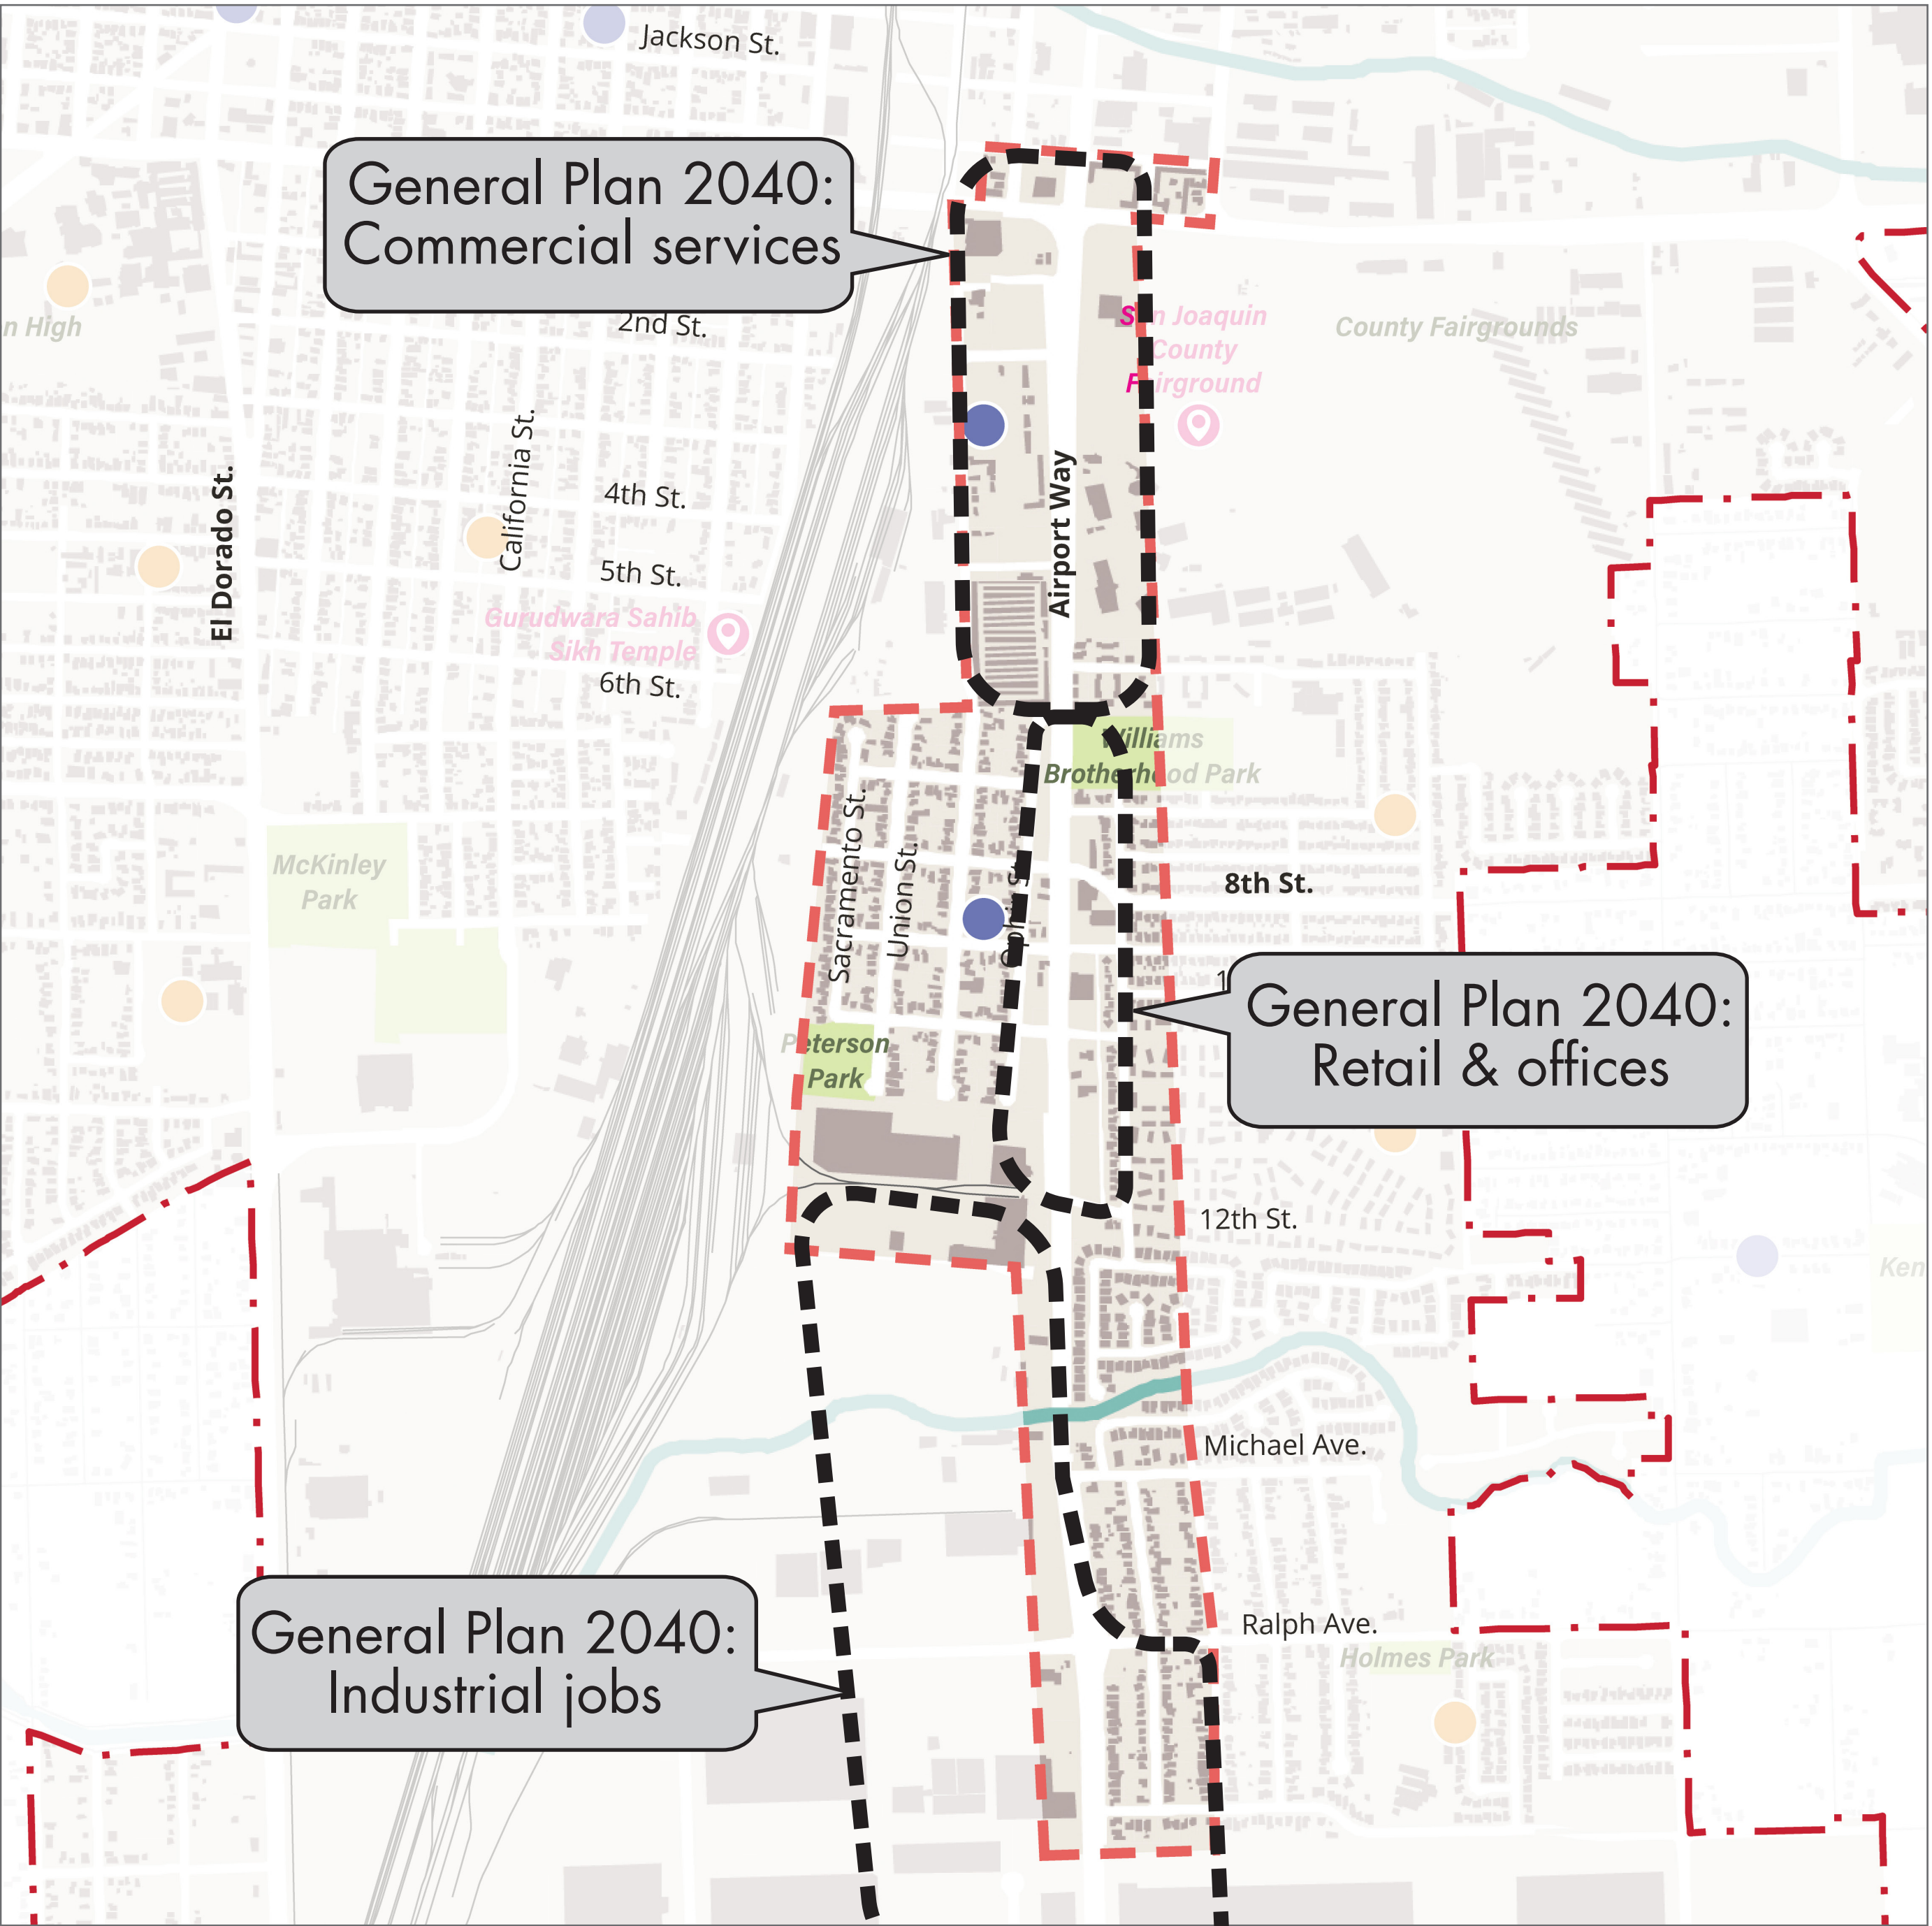 Jackson St.
General Plan 2040:
Commercial services
2nd St.
n High
San Joaquin
County
Fairground
County Fairgrounds
El Dorado St.
California St.
4th St.
Airport Way
5th St.
Gurudwara Sahib
Sikh Temple
6th St.
Williams
Brotherhood Park
McKinley
Park
Sacramento St.
Union St.
8th St.
1
General Plan 2040:
Retail & offices
Peterson
Park
12th St.
Ken
Michael Ave.
General Plan 2040:
Industrial jobs
Ralph Ave.
Holmes Park